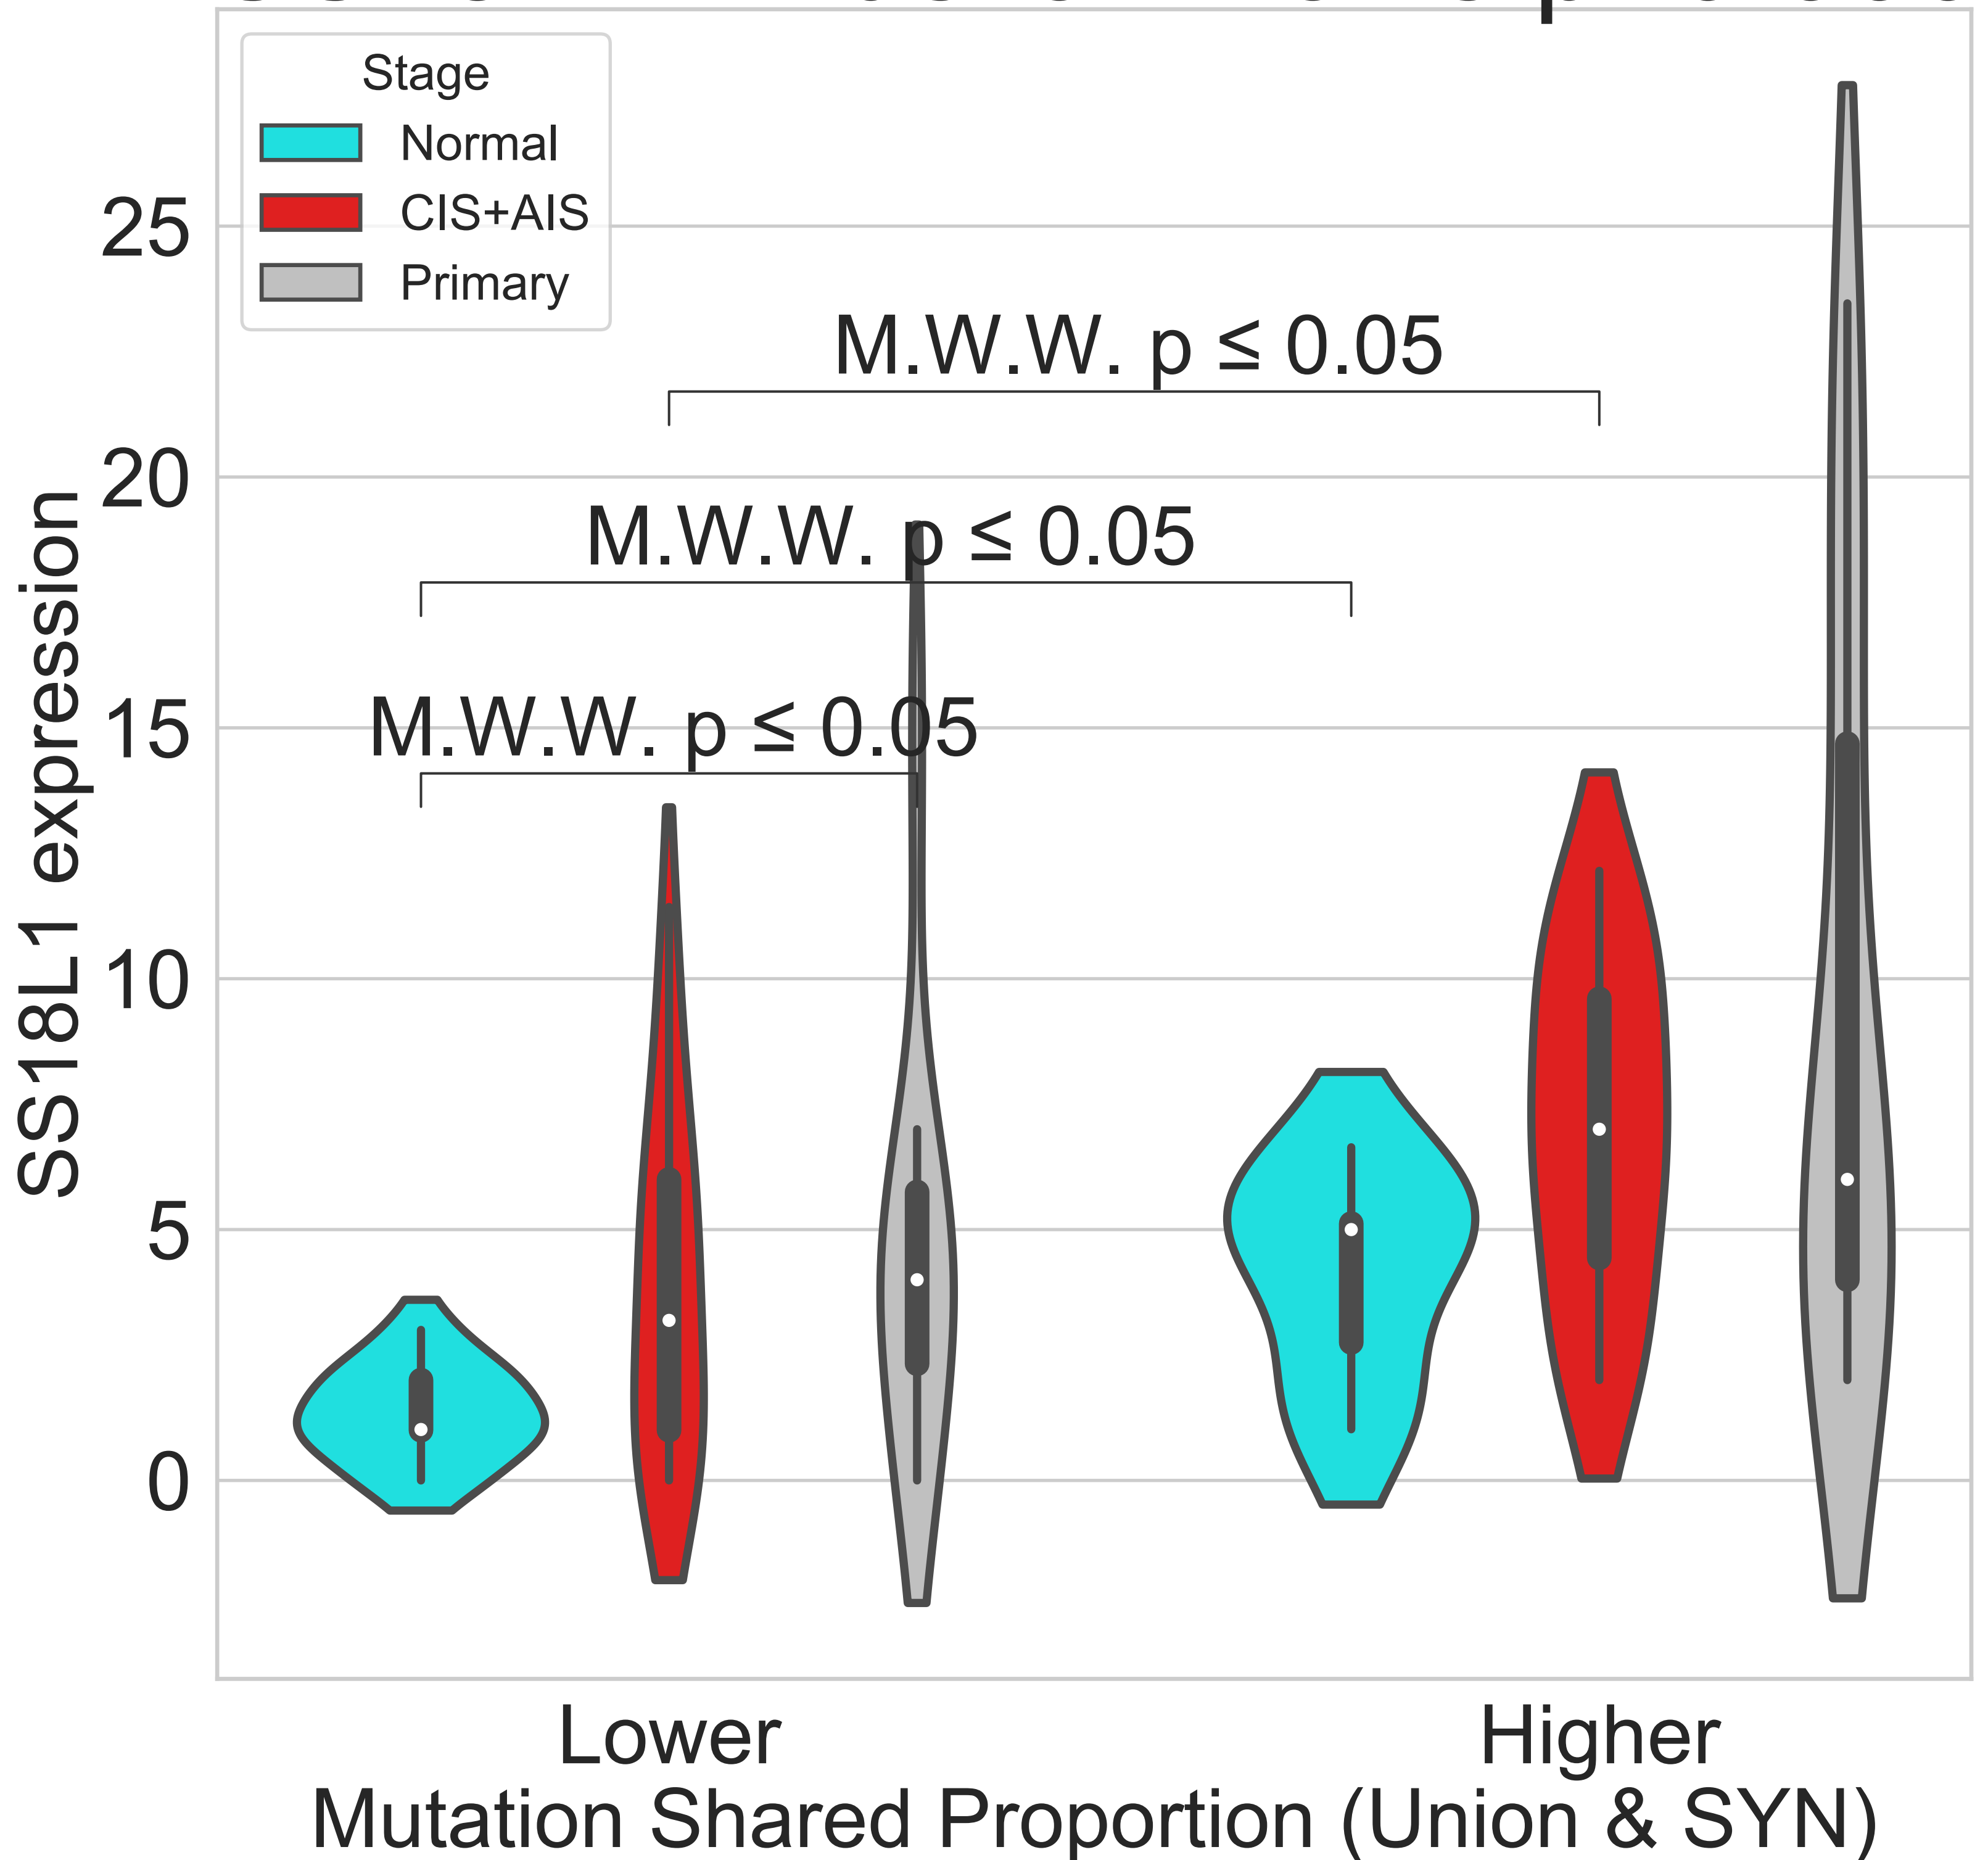 Stage
Normal
CIS+AIS
Primary
25
20
15
10
5
0
SS18L1 expression
M.W.W. p ≤ 0.05
M.W.W. p ≤ 0.05
M.W.W. p ≤ 0.05
Lower
Higher
Mutation Shared Proportion (Union & SYN)